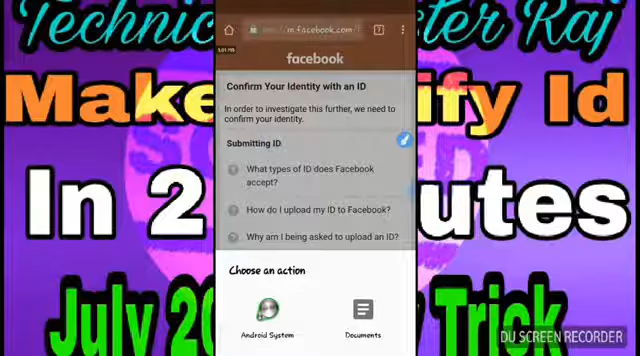 Technic ster Raj
Make ify Id
In 2 utes
July 20 Trick
m.facebook.com
7
facebook
Confirm Your Identity with an ID
In order to investigate this further, we need to
confirm your identity.
Submitting ID
? What types of ID does Facebook
accept?
? How do I upload my ID to Facebook?
? Why am I being asked to upload an ID?
Choose an action
Android System Documents
DU SCREEN RECORDER